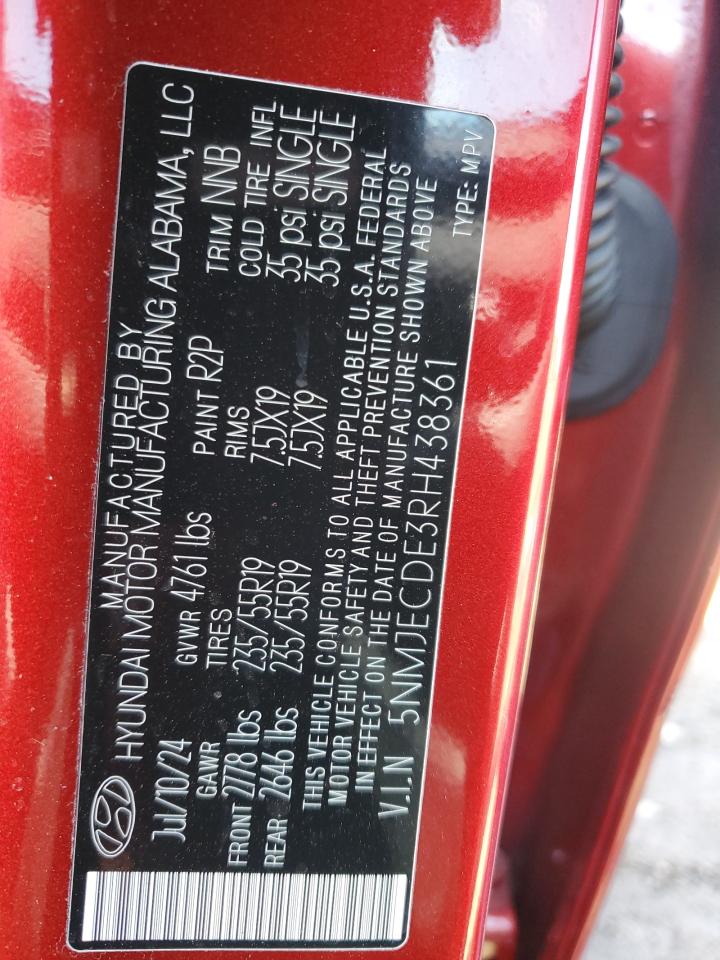 MANUFACTURED BY
HYUNDAI MOTOR MANUFACTURING ALABAMA, LLC
Jul/10/24 GVWR 4761 lbs PAINT R2P TRIM NNB
GAWR TIRES RIMS COLD TIRE INFL
FRONT 2778 lbs 235/55R19 7.5JX19 35 psi SINGLE
REAR 2646 lbs 235/55R19 7.5JX19 35 psi SINGLE
THIS VEHICLE CONFORMS TO ALL APPLICABLE U.S.A. FEDERAL
MOTOR VEHICLE SAFETY AND THEFT PREVENTION STANDARDS
IN EFFECT ON THE DATE OF MANUFACTURE SHOWN ABOVE
V.I.N 5NMJECDE3RH438361
TYPE: MPV